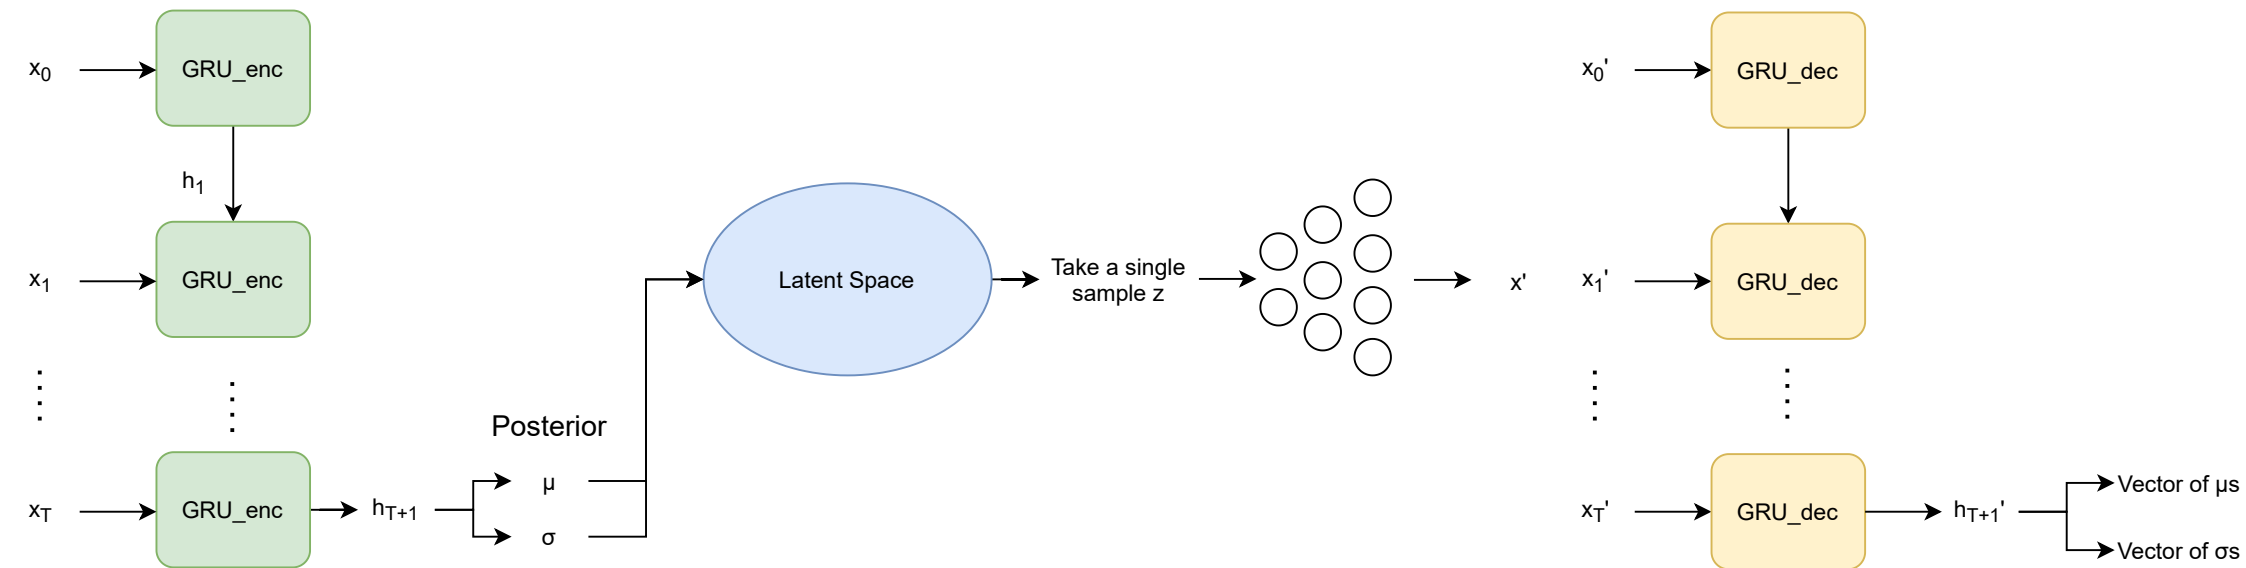 x0
GRU_enc
h1
x1
GRU_enc
xT
GRU_enc
hT+1
Posterior
μ
σ
Latent Space
Take a single
sample z
x'
x0'
GRU_dec
x1'
GRU_dec
xT'
GRU_dec
hT+1'
Vector of μs
Vector of σs